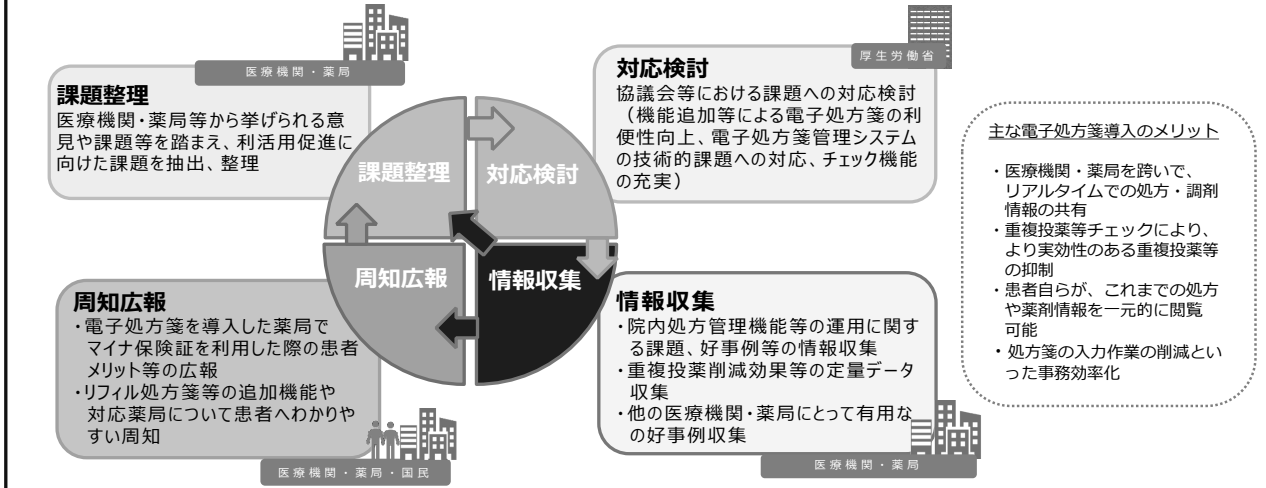 医療機関・薬局
課題整理
医療機関・薬局等から挙げられる意
見や課題等を踏まえ、利活用促進に
向けた課題を抽出、整理
厚生労働省
対応検討
協議会等における課題への対応検討
（機能追加等による電子処方箋の利
便性向上、電子処方箋管理システム
の技術的課題への対応、チェック機能
の充実）
課題整理
対応検討
周知広報
情報収集
周知広報
・電子処方箋を導入した薬局で
マイナ保険証を利用した際の患者
メリット等の広報
・リフィル処方箋等の追加機能や
対応薬局について患者へわかりや
すい周知
医療機関・薬局・国民
情報収集
・院内処方管理機能等の運用に関す
る課題、好事例等の情報収集
・重複投薬削減効果等の定量データ
収集
・他の医療機関・薬局にとって有用な
の好事例収集
医療機関・薬局
主な電子処方箋導入のメリット
・医療機関・薬局を跨いで、
リアルタイムでの処方・調剤
情報の共有
・重複投薬等チェックにより、
より実効性のある重複投薬等
の抑制
・患者自らが、これまでの処方
や薬剤情報を一元的に閲覧
可能
・処方箋の入力作業の削減とい
った事務効率化